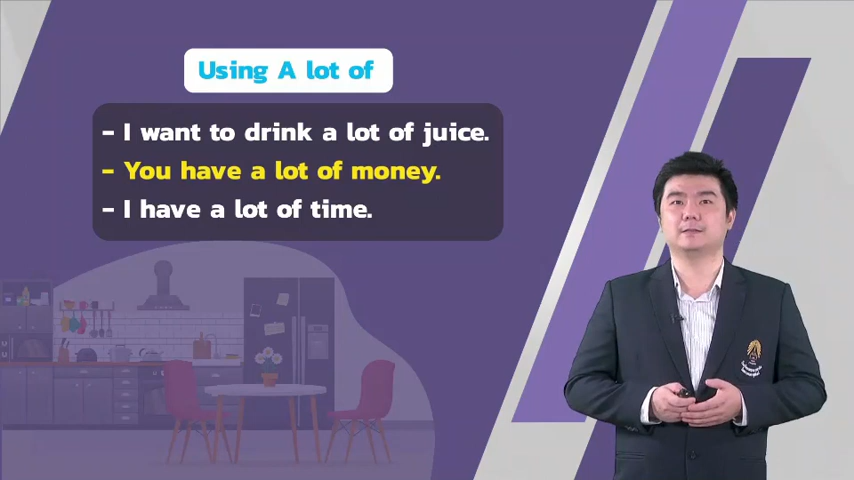 Using A lot of
- I want to drink a lot of juice.
- You have a lot of money.
- I have a lot of time.